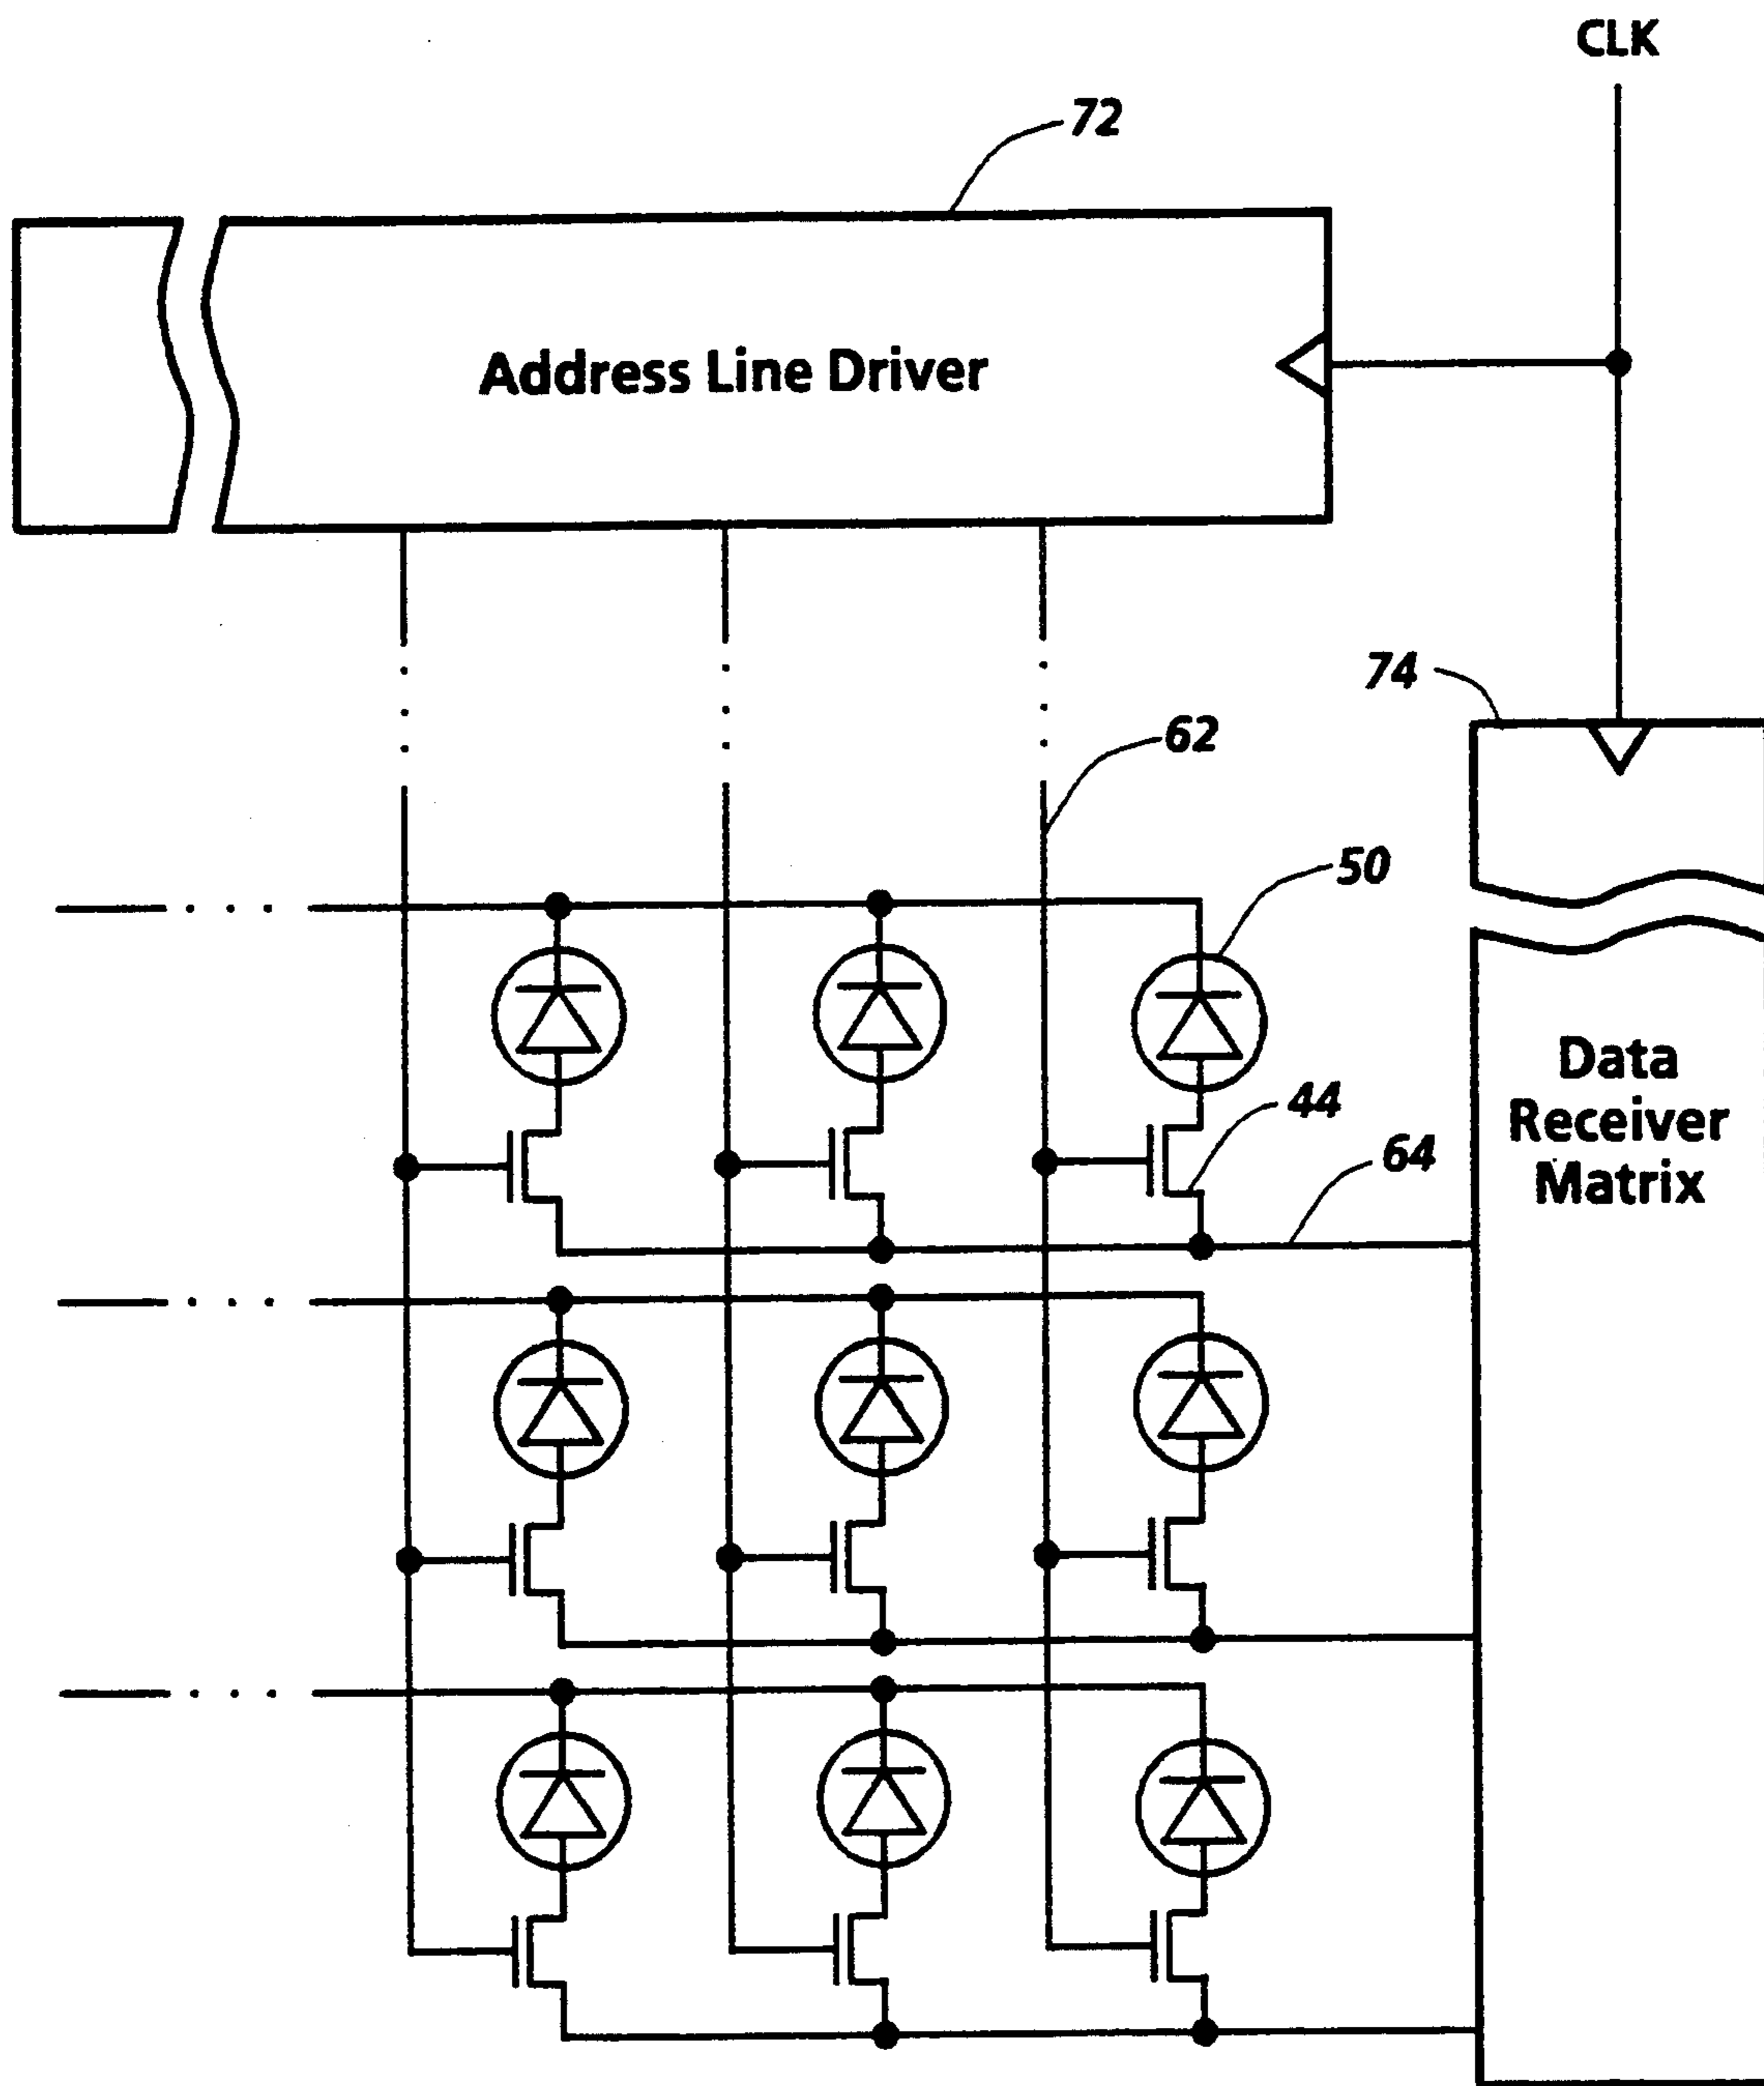 CLK
72
Address Line Driver
74
62
50
Data
Receiver
Matrix
44
64